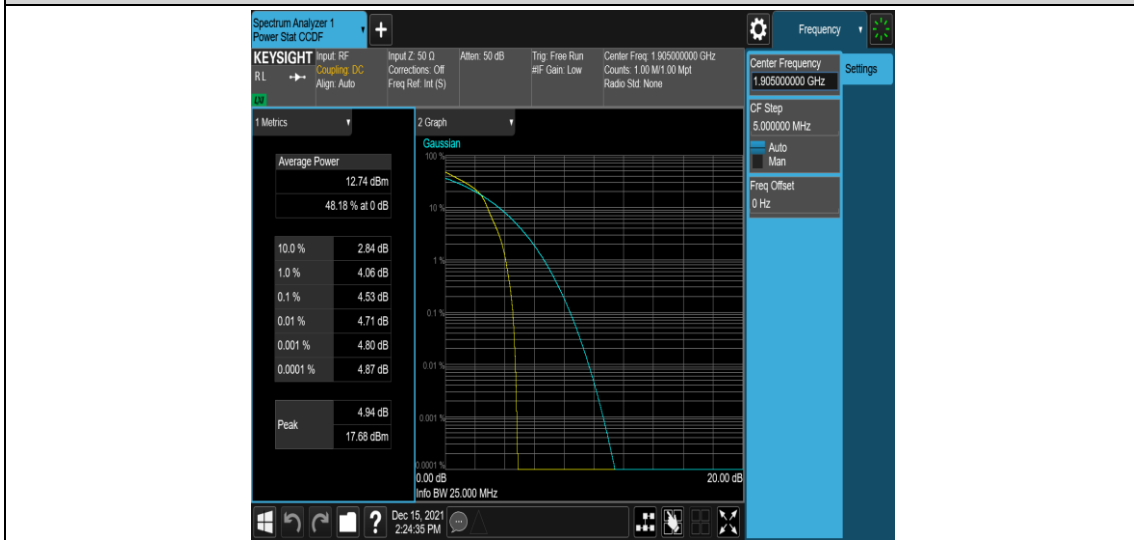 Spectrum Analyzer 1
Power Stat CCDF
Frequency
KEYSIGHT
RL
Input: RF
Coupling: DC
Align: Auto
Input Z: 50 Ω
Corrections: Off
Freq Ref: Int (S)
Atten: 50 dB
Trig: Free Run
#IF Gain: Low
Center Freq: 1.905000000 GHz
Counts: 1.00 M/1.00 Mpt
Radio Std: None
Center Frequency
1.905000000 GHz
Settings
CF Step
5.000000 MHz
Auto
Man
Freq Offset
0 Hz
1 Metrics
Average Power
12.74 dBm
48.18 % at 0 dB
10.0 % 2.84 dB
1.0 % 4.06 dB
0.1 % 4.53 dB
0.01 % 4.71 dB
0.001 % 4.80 dB
0.0001 % 4.87 dB
Peak
4.94 dB
17.68 dBm
2 Graph
Gaussian
100 %
10 %
1 %
0.1 %
0.01 %
0.001 %
0.0001 %
0.00 dB 20.00 dB
Info BW 25.000 MHz
?
Dec 15, 2021
2:24:35 PM